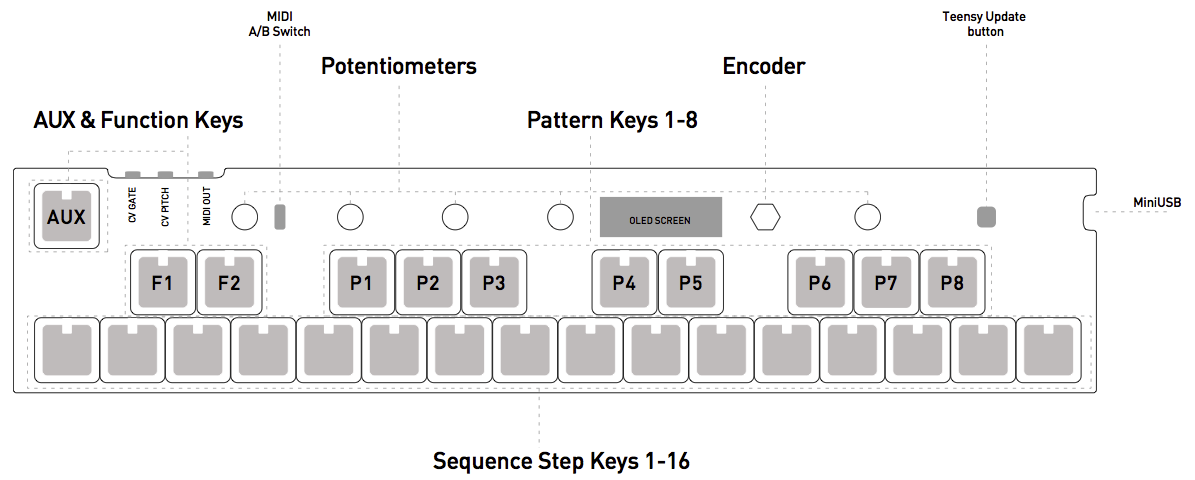 MIDI
A/B Switch
Teensy Update
button
Potentiometers
Encoder
AUX & Function Keys
Pattern Keys 1-8
CV GATE
CV PITCH
MIDI OUT
MiniUSB
AUX
OLED SCREEN
F1 F2 P1 P2 P3 P4 P5 P6 P7 P8
Sequence Step Keys 1-16